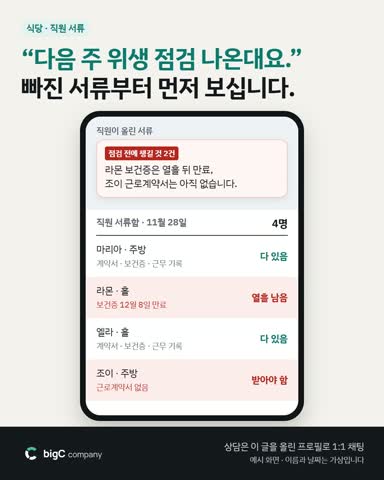 식당 · 직원 서류
“다음 주 위생 점검 나온대요.”
빠진 서류부터 먼저 보십니다.
직원이 올린 서류
점검 전에 챙길 것 2건
라몬 보건증은 열흘 뒤 만료,
조이 근로계약서는 아직 없습니다.
직원 서류함 · 11월 28일
4명
마리아 · 주방
계약서 · 보건증 · 근무 기록
다 있음
라몬 · 홀
보건증 12월 8일 만료
열흘 남음
엘라 · 홀
계약서 · 보건증 · 근무 기록
다 있음
조이 · 주방
근로계약서 없음
받아야 함
bigC company
상담은 이 글을 올린 프로필로 1:1 채팅
예시 화면 · 이름과 날짜는 가상입니다